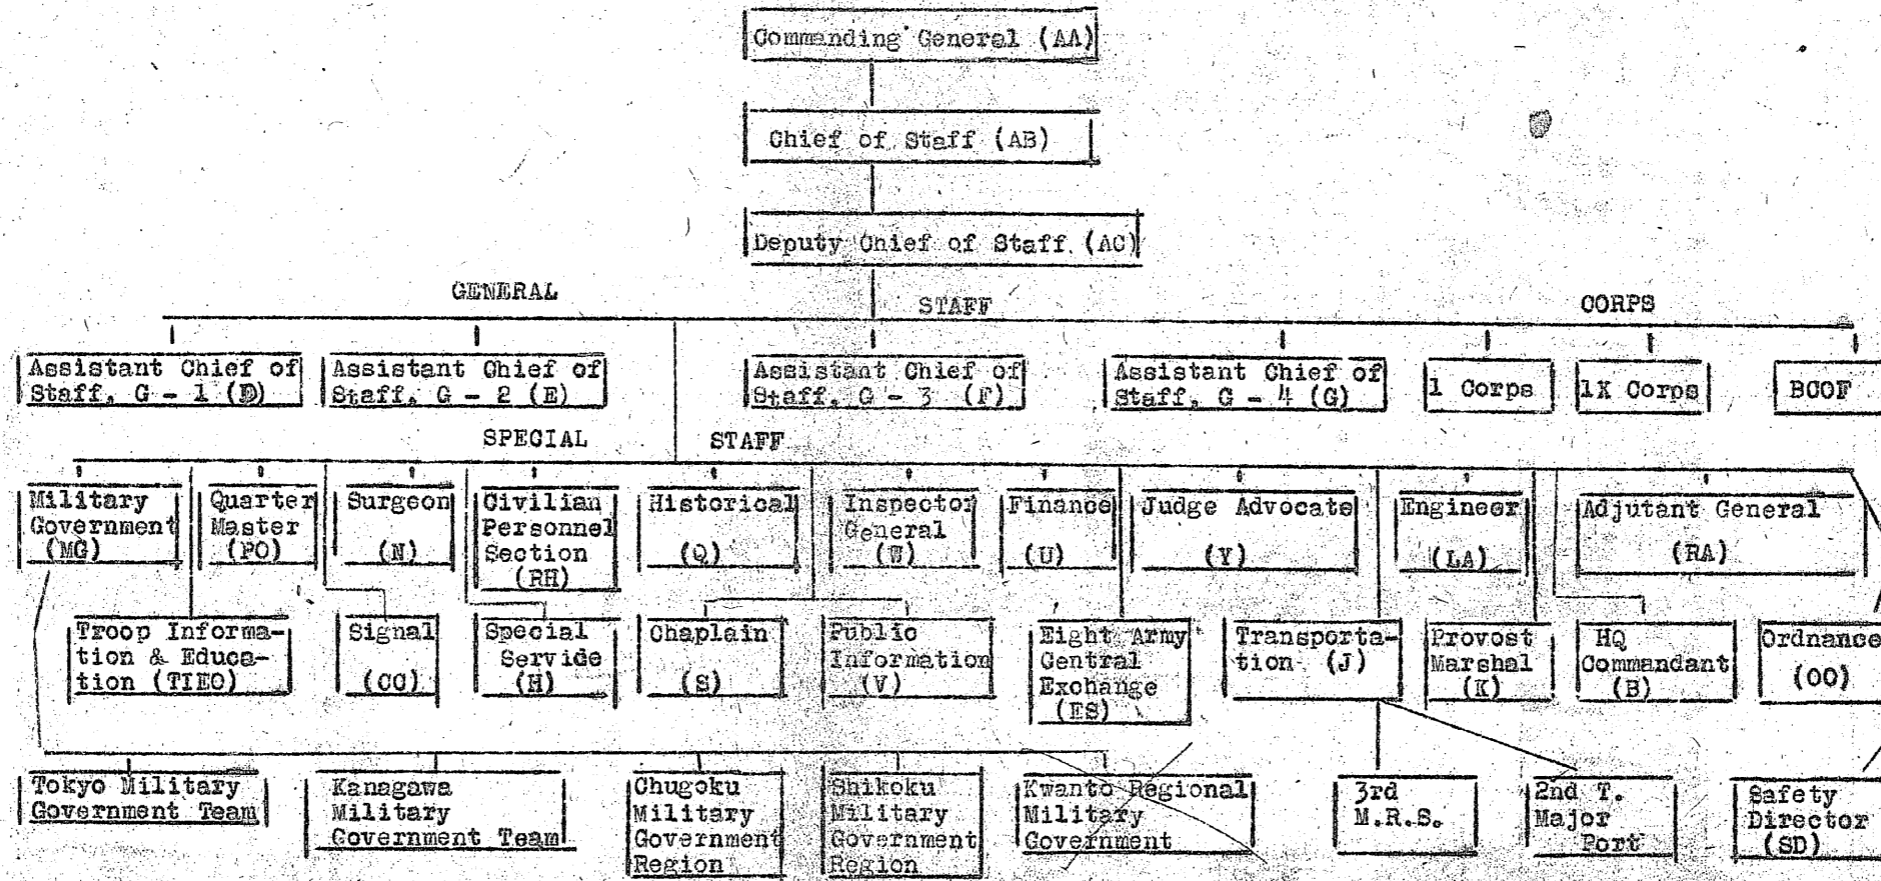 Commanding General (AA)
Chief of Staff (AB)
Deputy Chief of Staff. (AC)
GENERAL STAFF CORPS
Assistant Chief of
Staff, G - 1 (D)
Assistant Chief of
Staff, G - 2 (E)
Assistant Chief of
Staff, G - 3 (F)
Assistant Chief of
Staff, G - 4 (G)
1 Corps
1X Corps
BCOF
SPECIAL STAFF
Military
Government
(MG)
Quarter
Master
(PO)
Surgeon
(N)
Civilian
Personnel
Section
(RH)
Historical
(Q)
Inspector
General
(W)
Finance
(U)
Judge Advocate
(Y)
Engineer
(LA)
Adjutant General
(RA)
Troop Informa-
tion & Educa-
tion (TIEO)
Signal
(CO)
Special
Servide
(H)
Chaplain
(S)
Public
Information
(V)
Eight Army
Central
Exchange
(ES)
Transporta-
tion (J)
Provost
Marshal
(K)
HQ
Commandant
(B)
Ordnance
(OO)
Tokyo Military
Government Team
Kanagawa
Military
Government Team
Chugoku
Military
Government
Region
Shikoku
Military
Government
Region
Kwanto Regional
Military
Government
3rd
M.R.S.
2nd T.
Major
Port
Safety
Director
(SD)